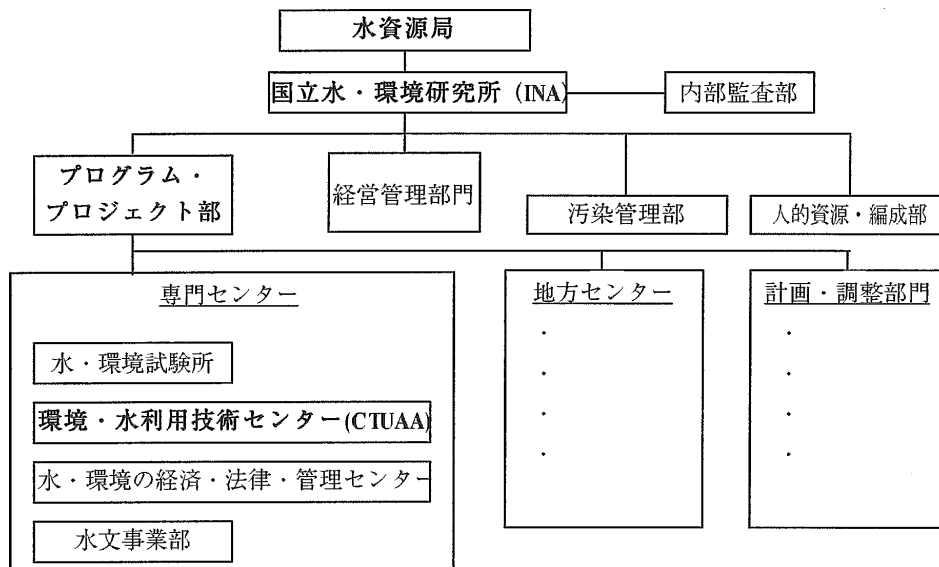 水資源局
国立水・環境研究所（INA)
内部監査部
プログラム・
プロジェクト部
経営管理部門
汚染管理部
人的資源・編成部
専門センター
水・環境試験所
環境・水利用技術センター(CTUAA)
水・環境の経済・法律・管理センター
水文事業部
地方センター
・
・
・
・
計画・調整部門
・
・
・
・